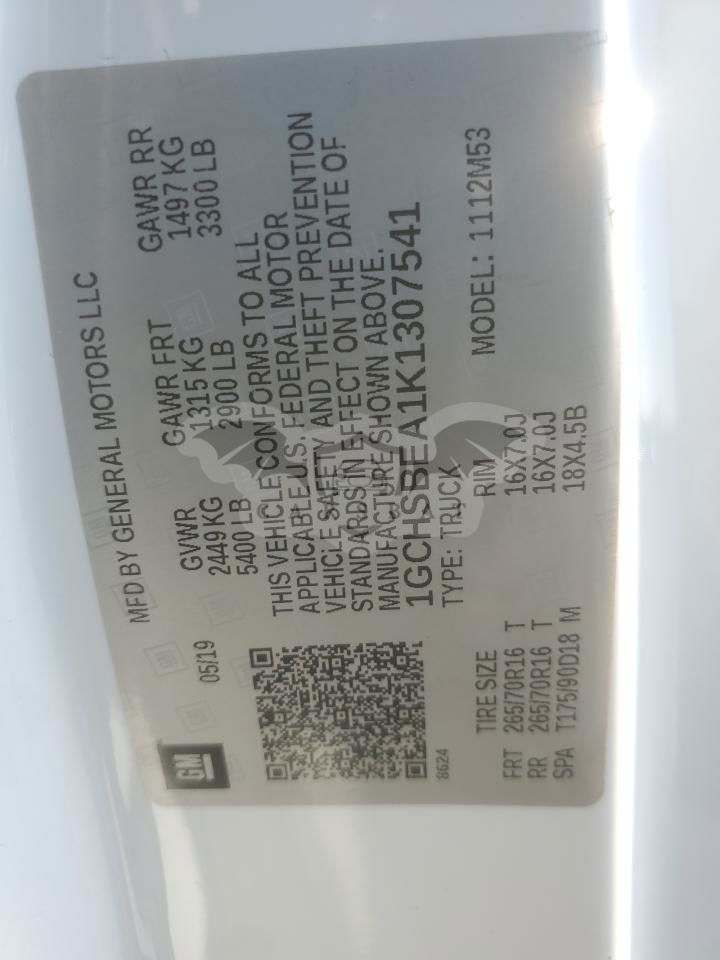 GM
MFD BY GENERAL MOTORS LLC
05/19
GVWR GAWR FRT GAWR RR
2449 KG 1315 KG 1497 KG
5400 LB 2900 LB 3300 LB
THIS VEHICLE CONFORMS TO ALL
APPLICABLE U.S. FEDERAL MOTOR
VEHICLE SAFETY AND THEFT PREVENTION
STANDARDS IN EFFECT ON THE DATE OF
MANUFACTURE SHOWN ABOVE.
1GCHSBEA1K1307541
8624
TYPE: TRUCK MODEL: 1112M53
TIRE SIZE RIM
FRT 265/70R16 T 16X7.0J
RR 265/70R16 T 16X7.0J
SPA T175/90D18 M 18X4.5B